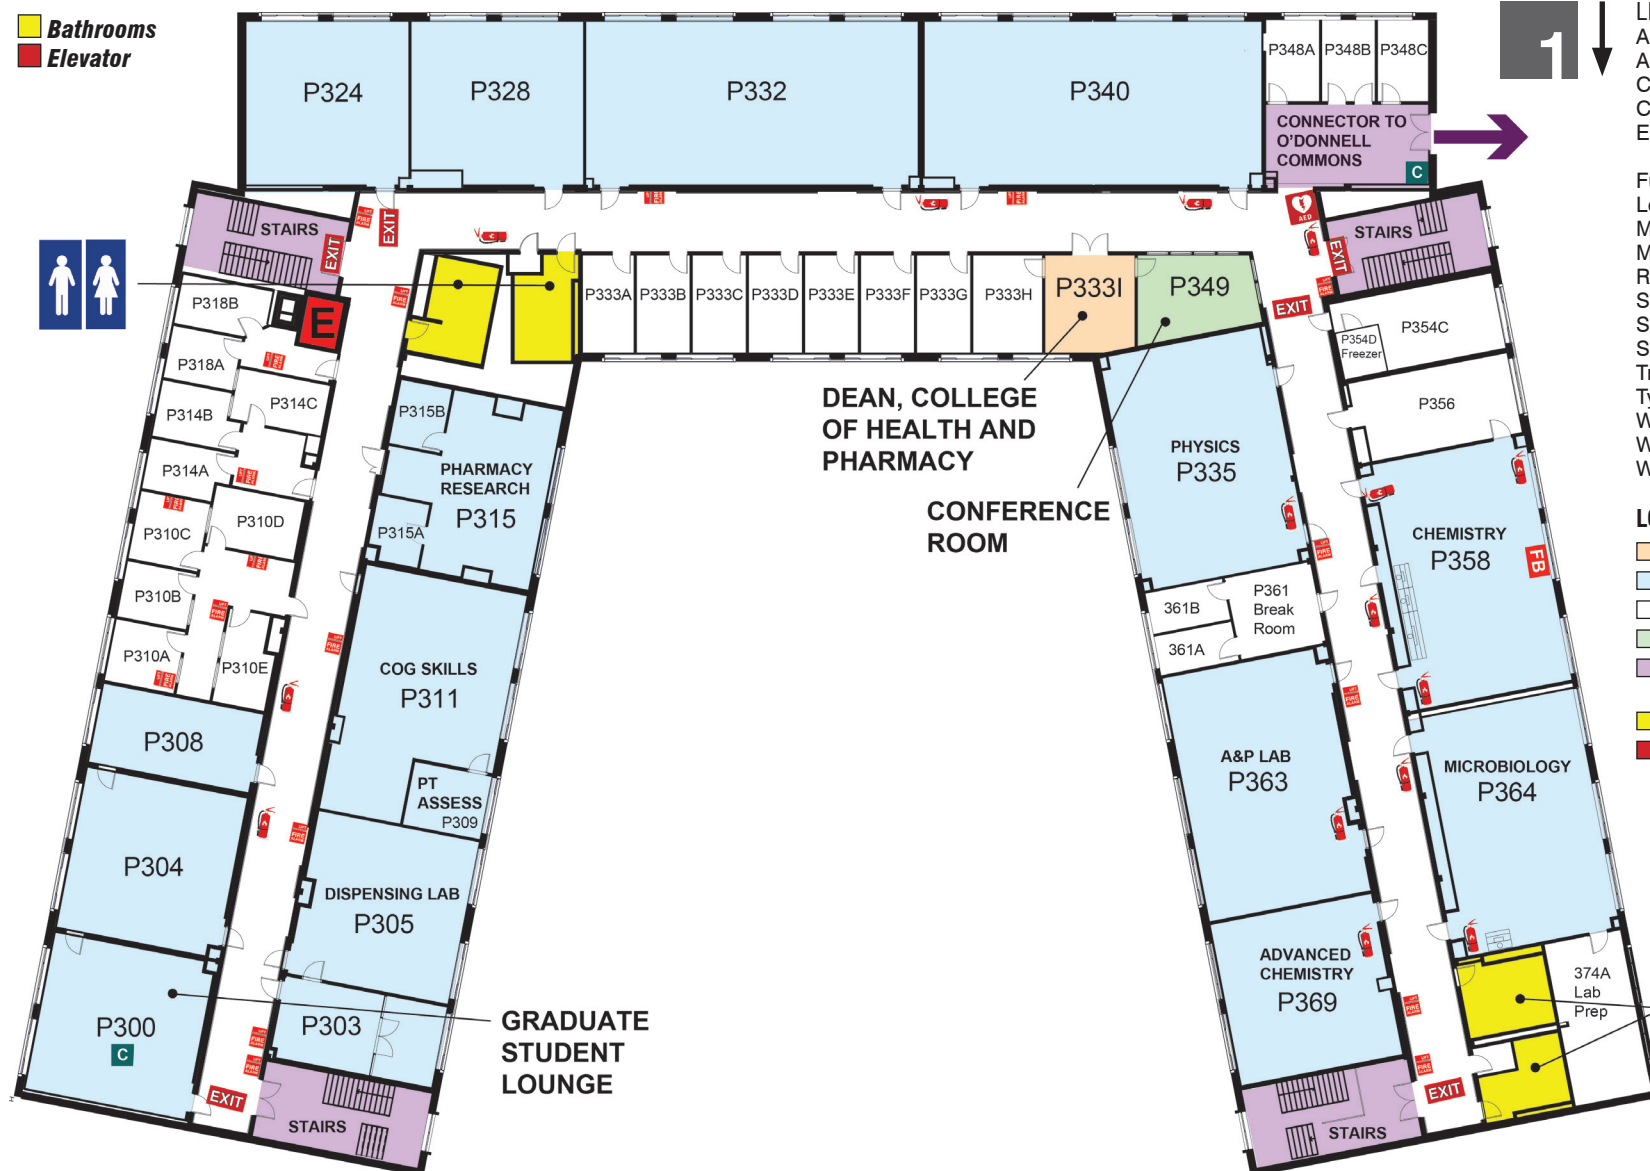 Bathrooms
Elevator
1
P324
P328
P332
P340
P348A
P348B
P348C
CONNECTOR TO
O'DONNELL
COMMONS
C
STAIRS
EXIT
EXIT
AED
EXIT
STAIRS
EXIT
P318B
E
P318A
P314B
P314C
P314A
P310C
P310D
P310B
P310A
P310E
P308
P304
P300
C
P333A
P333B
P333C
P333D
P333E
P333F
P333G
P333H
P333I
P349
DEAN, COLLEGE
OF HEALTH AND
PHARMACY
CONFERENCE
ROOM
P315B
PHARMACY
RESEARCH
P315
P315A
COG SKILLS
P311
PT
ASSESS
P309
DISPENSING LAB
P305
P303
GRADUATE
STUDENT
LOUNGE
EXIT
STAIRS
P354C
P354D
Freezer
P356
PHYSICS
P335
CHEMISTRY
P358
FB
361B
361A
P361
Break
Room
A&P LAB
P363
MICROBIOLOGY
P364
ADVANCED
CHEMISTRY
P369
374A
Lab
Prep
EXIT
STAIRS